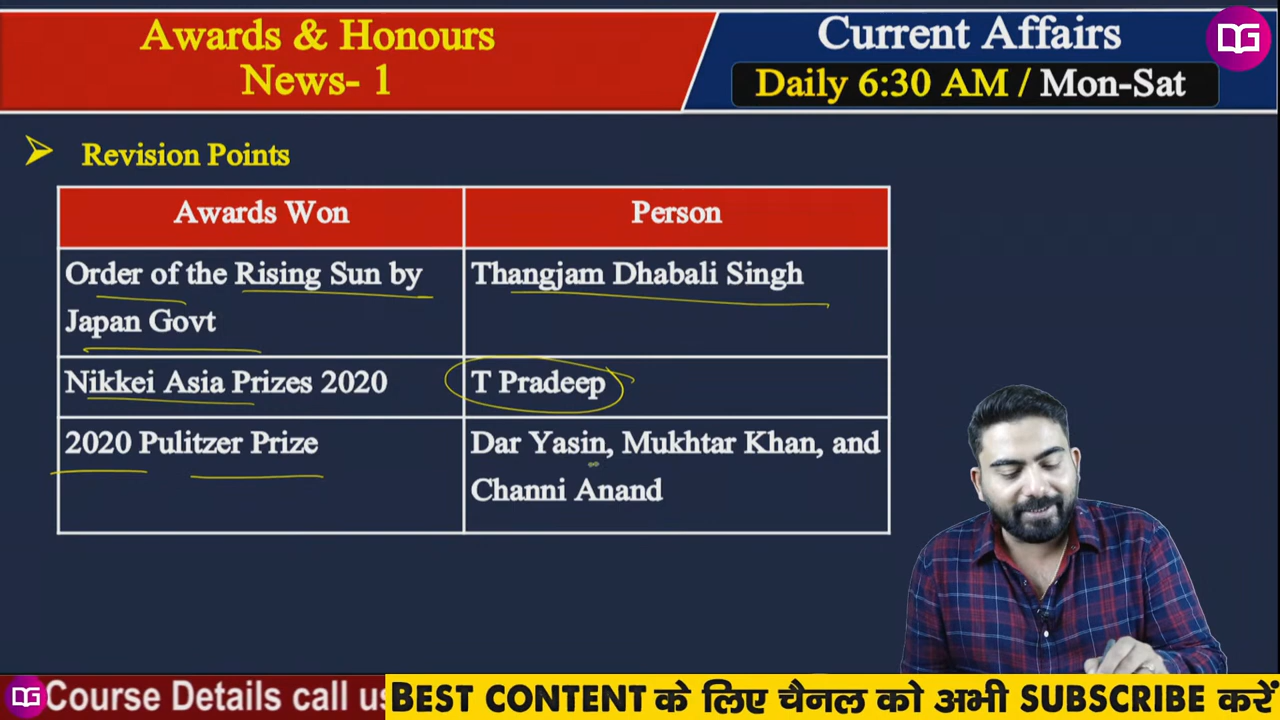 Awards & Honours
News- 1
Current Affairs
Daily 6:30 AM / Mon-Sat
DG
Revision Points
Awards Won
Person
Order of the Rising Sun by
Japan Govt
Thangjam Dhabali Singh
Nikkei Asia Prizes 2020
T Pradeep
2020 Pulitzer Prize
Dar Yasin, Mukhtar Khan, and
Channi Anand
DG
Course Details call us
BEST CONTENT के लिए चैनल को अभी SUBSCRIBE करें